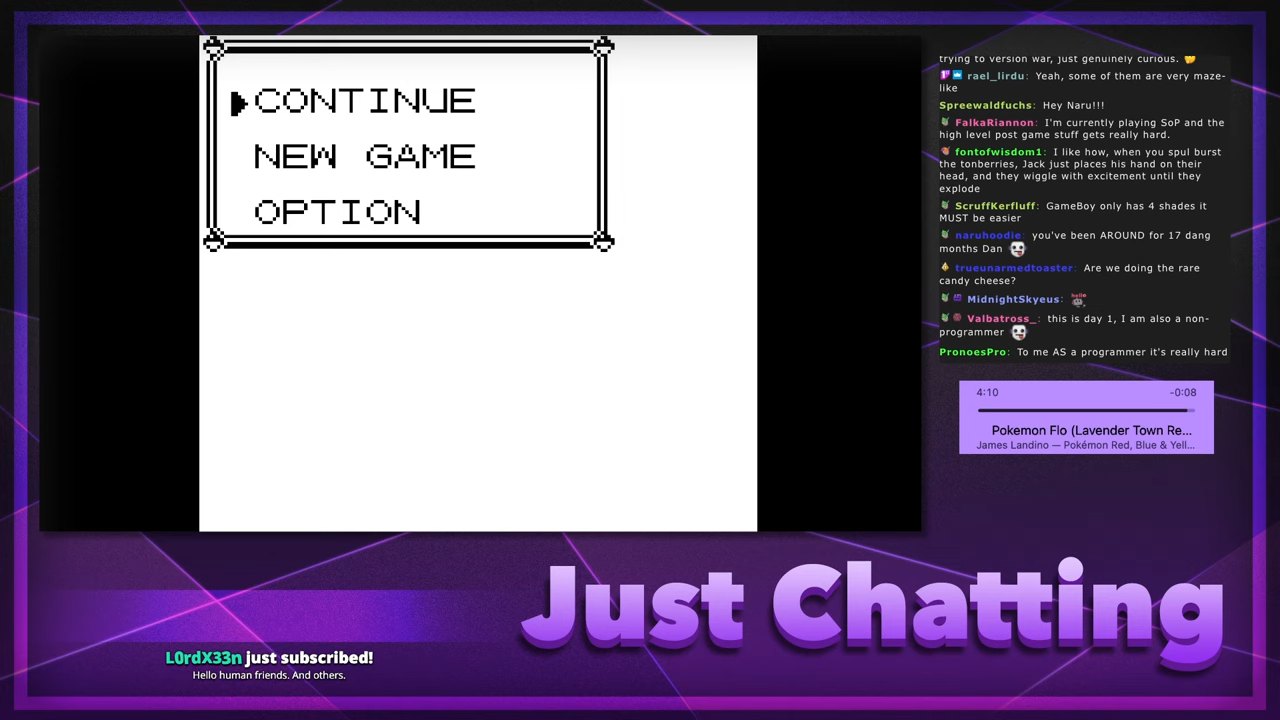 CONTINUE
NEW GAME
OPTION
trying to version war, just genuinely curious.
rael_lirdu: Yeah, some of them are very maze-
like
Spreewaldfuchs: Hey Naru!!!
FalkaRiannon: I'm currently playing SoP and the
high level post game stuff gets really hard.
fontofwisdom1: I like how, when you spul burst
the tonberries, Jack just places his hand on their
head, and they wiggle with excitement until they
explode
ScruffKerfluff: GameBoy only has 4 shades it
MUST be easier
naruhoodie: you've been AROUND for 17 dang
months Dan
trueunarmedtoaster: Are we doing the rare
candy cheese?
MidnightSkyeus:
Valbatross_: this is day 1, I am also a non-
programmer
PronoesPro: To me AS a programmer it's really hard
4:10 -0:08
Pokemon Flo (Lavender Town Re...
James Landino — Pokémon Red, Blue & Yell...
Just Chatting
L0rdX33n just subscribed!
Hello human friends. And others.